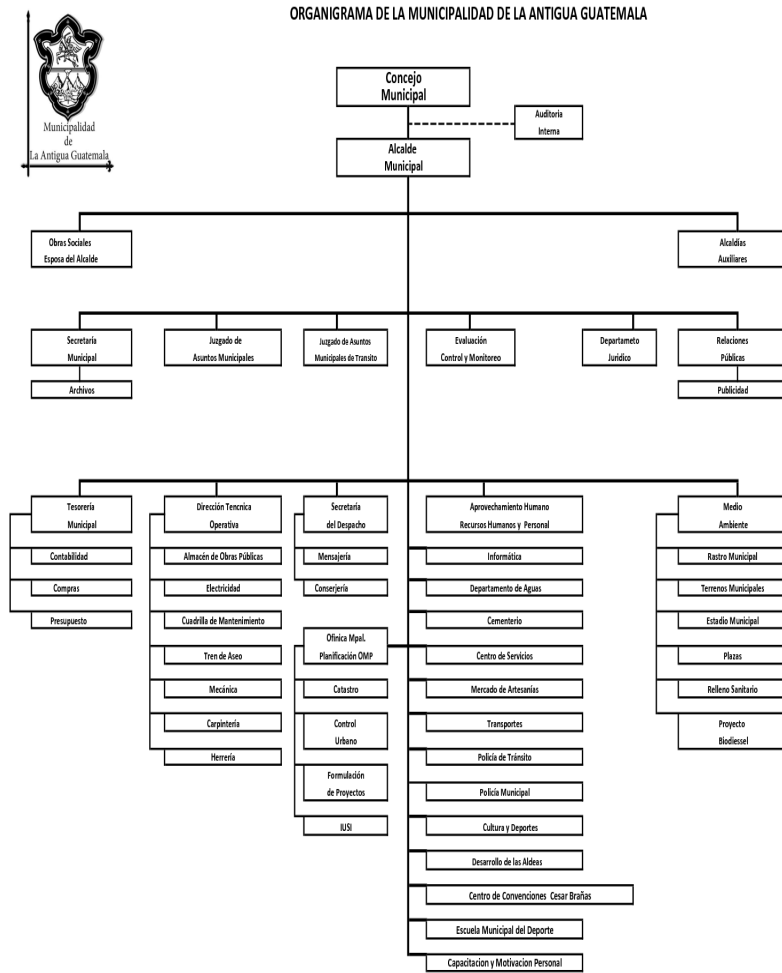 ORGANIGRAMA DE LA MUNICIPALIDAD DE LA ANTIGUA GUATEMALA
Municipalidad
de
La Antigua Guatemala
Concejo
Municipal
Auditoria
Interna
Alcalde
Municipal
Obras Sociales
Esposa del Alcalde
Alcaldías
Auxiliares
Secretaría
Municipal
Archivos
Juzgado de
Asuntos Municipales
Juzgado de Asuntos
Municipales de Transito
Evaluación
Control y Monitoreo
Departameto
Juridico
Relaciones
Públicas
Publicidad
Tesorería
Municipal
Contabilidad
Compras
Presupuesto
Dirección Tencnica
Operativa
Almacén de Obras Públicas
Electricidad
Cuadrilla de Mantenimiento
Tren de Aseo
Mecánica
Carpintería
Herrería
Secretaria
del Despacho
Mensajería
Conserjería
Ofinica Mpal.
Planificación OMP
Catastro
Control
Urbano
Formulación
de Proyectos
IUSI
Aprovechamiento Humano
Recursos Humanos y Personal
Informática
Departamento de Aguas
Cementerio
Centro de Servicios
Mercado de Artesanías
Transportes
Policía de Tránsito
Policía Municipal
Cultura y Deportes
Desarrollo de las Aldeas
Centro de Convenciones Cesar Brañas
Escuela Municipal del Deporte
Capacitacion y Motivacion Personal
Medio
Ambiente
Rastro Municipal
Terrenos Municipales
Estadio Municipal
Plazas
Relleno Sanitario
Proyecto
Biodiessel